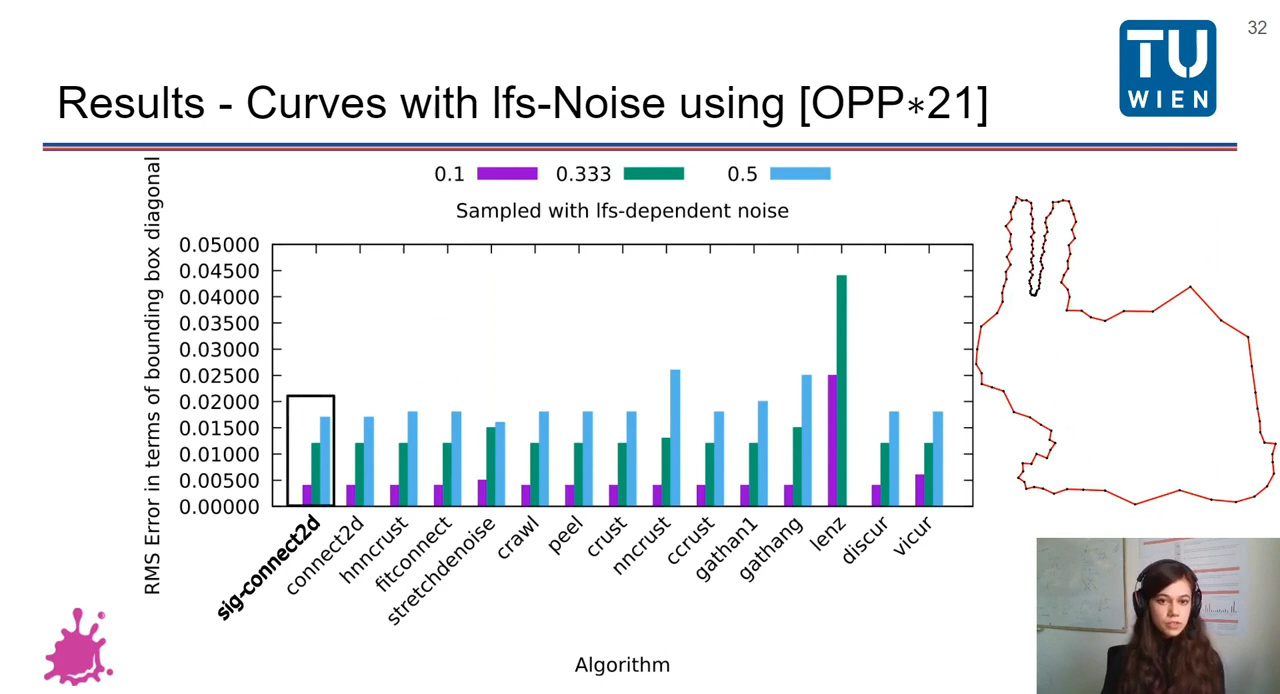 32
TU
WIEN
Results - Curves with lfs-Noise using [OPP*21]
0.1
0.333
0.5
Sampled with lfs-dependent noise
RMS Error in terms of bounding box diagonal
0.05000
0.04500
0.04000
0.03500
0.03000
0.02500
0.02000
0.01500
0.01000
0.00500
0.00000
sig-connect2d
connect2d
hnncrust
fitconnect
stretchdenoise
crawl
peel
crust
nncrust
ccrust
gathan1
gathang
lenz
discur
vicur
Algorithm